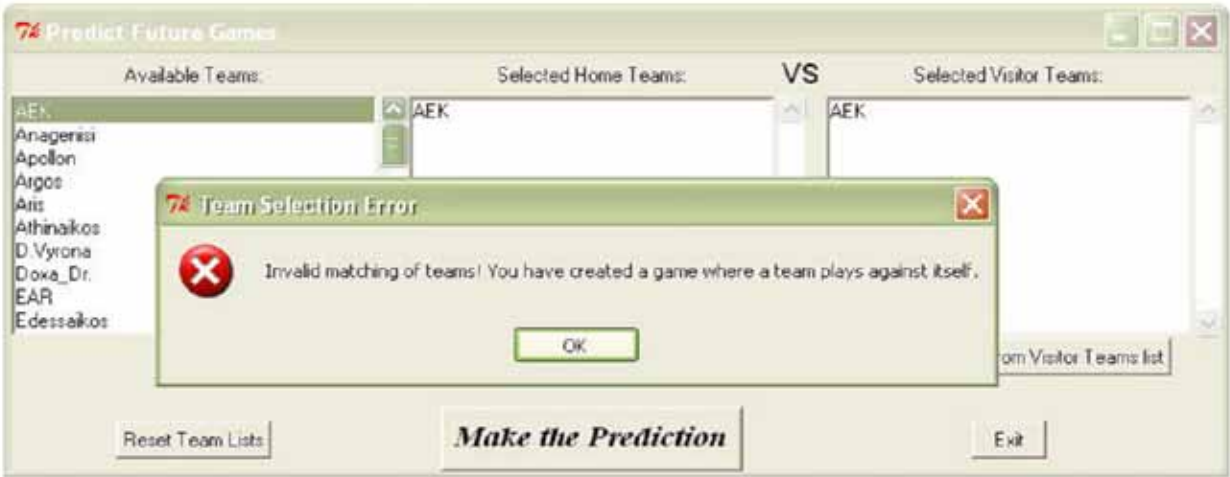 Predict Future Games
Available Teams:
Selected Home Teams:
VS
Selected Visitor Teams:
AEK
Anagenisi
Apollon
Argos
Aris
Athinaikos
D.Vyrona
Doxa_Dr.
EAR
Edessaikos
AEK
AEK
Team Selection Error
Invalid matching of teams! You have created a game where a team plays against itself.
OK
om Visitor Teams list
Reset Team Lists
Make the Prediction
Exit